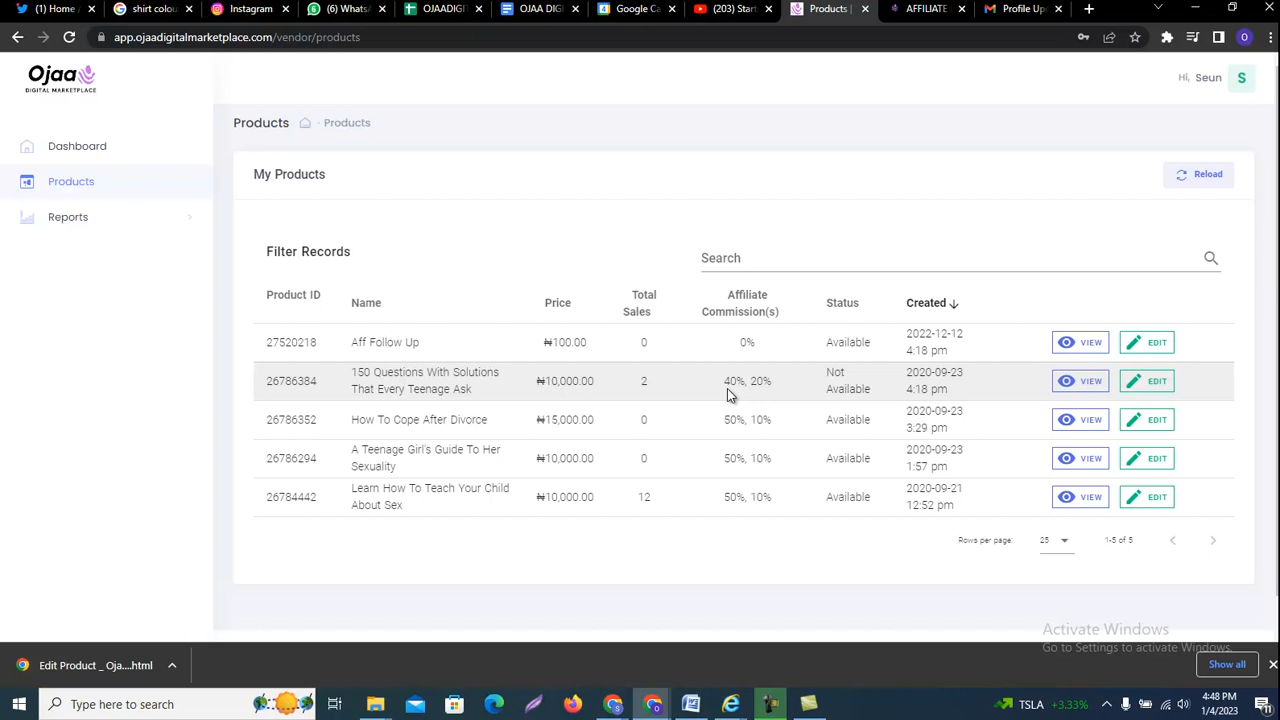 Home /
shirt colou
Instagram
(6) Whats
OJAADIGIT
OJAA DIGI
Google Ca
(203) Star
Products
AFFILIATE
Profile Up
app.ojaadigitalmarketplace.com/vendor/products
O
Ojaa
DIGITAL MARKETPLACE
Hi, Seun S
Dashboard
Products
Reports
Products - Products
My Products
Reload
Filter Records
Search
Product ID Name Price Total Sales Affiliate Commission(s) Status Created
27520218 Aff Follow Up ₦100.00 0 0% Available 2022-12-12 4:18 pm VIEW EDIT
26786384 150 Questions With Solutions That Every Teenage Ask ₦10,000.00 2 40%, 20% Not Available 2020-09-23 4:18 pm VIEW EDIT
26786352 How To Cope After Divorce ₦15,000.00 0 50%, 10% Available 2020-09-23 3:29 pm VIEW EDIT
26786294 A Teenage Girl's Guide To Her Sexuality ₦10,000.00 0 50%, 10% Available 2020-09-23 1:57 pm VIEW EDIT
26784442 Learn How To Teach Your Child About Sex ₦10,000.00 12 50%, 10% Available 2020-09-21 12:52 pm VIEW EDIT
Rows per page: 25 1-5 of 5
Activate Windows
Go to Settings to activate Windows.
Edit Product _ Oja....html
Show all
Type here to search
TSLA +3.33%
4:48 PM
1/4/2023